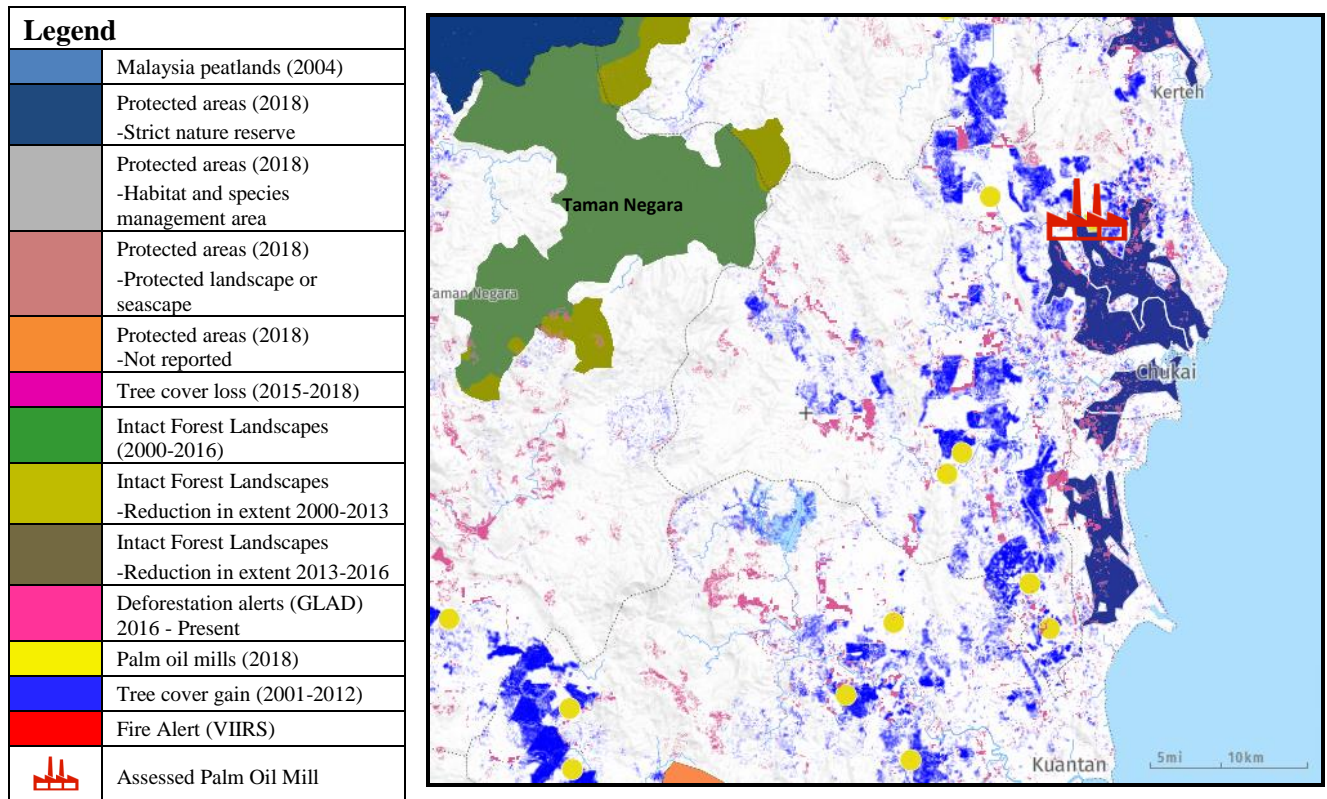 Legend
Malaysia peatlands (2004)
Protected areas (2018)
-Strict nature reserve
Protected areas (2018)
-Habitat and species
management area
Protected areas (2018)
-Protected landscape or
seascape
Protected areas (2018)
-Not reported
Tree cover loss (2015-2018)
Intact Forest Landscapes
(2000-2016)
Intact Forest Landscapes
-Reduction in extent 2000-2013
Intact Forest Landscapes
-Reduction in extent 2013-2016
Deforestation alerts (GLAD)
2016 - Present
Palm oil mills (2018)
Tree cover gain (2001-2012)
Fire Alert (VIIRS)
Assessed Palm Oil Mill
Kerteh
Taman Negara
Taman Negara
Chukai
Kuantan
5mi
10km